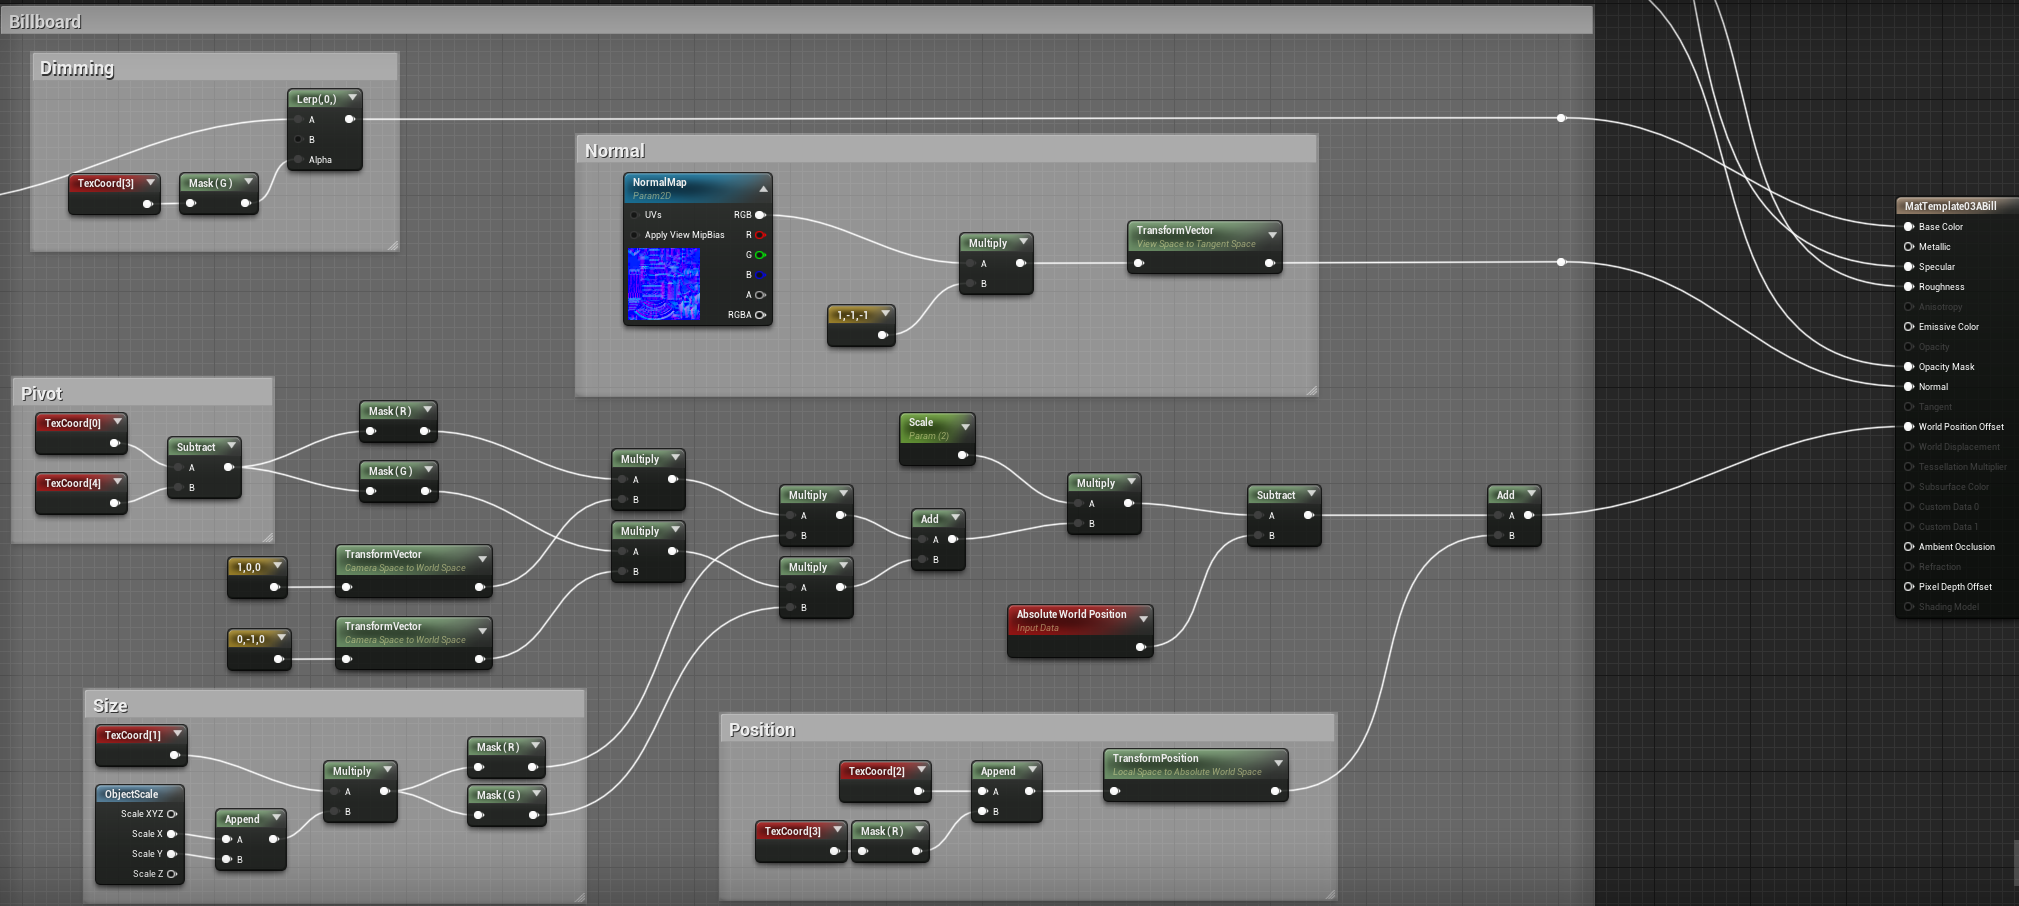 Billboard
Dimming
Lerp(,0,)
A
B
Alpha
TexCoord[3]
Mask ( G )
Normal
NormalMap
Param2D
UVs
RGB
Apply View MipBias
R
G
B
A
RGBA
Multiply
A
B
1,-1,-1
TransformVector
View Space to Tangent Space
MatTemplate03ABill
Base Color
Metallic
Specular
Roughness
Anisotropy
Emissive Color
Opacity
Opacity Mask
Normal
Tangent
World Position Offset
World Displacement
Tessellation Multiplier
Subsurface Color
Custom Data 0
Custom Data 1
Ambient Occlusion
Refraction
Pixel Depth Offset
Shading Model
Pivot
TexCoord[0]
TexCoord[4]
Subtract
A
B
Mask ( R )
Mask ( G )
1,0,0
TransformVector
Camera Space to World Space
0,-1,0
TransformVector
Camera Space to World Space
Multiply
A
B
Multiply
A
B
Multiply
A
B
Multiply
A
B
Add
A
B
Scale
Param (2)
Multiply
A
B
Subtract
A
B
Add
A
B
Absolute World Position
Input Data
Size
TexCoord[1]
ObjectScale
Scale XYZ
Scale X
Scale Y
Scale Z
Append
A
B
Multiply
A
B
Mask ( R )
Mask ( G )
Position
TexCoord[2]
TexCoord[3]
Mask ( R )
Append
A
B
TransformPosition
Local Space to Absolute World Space